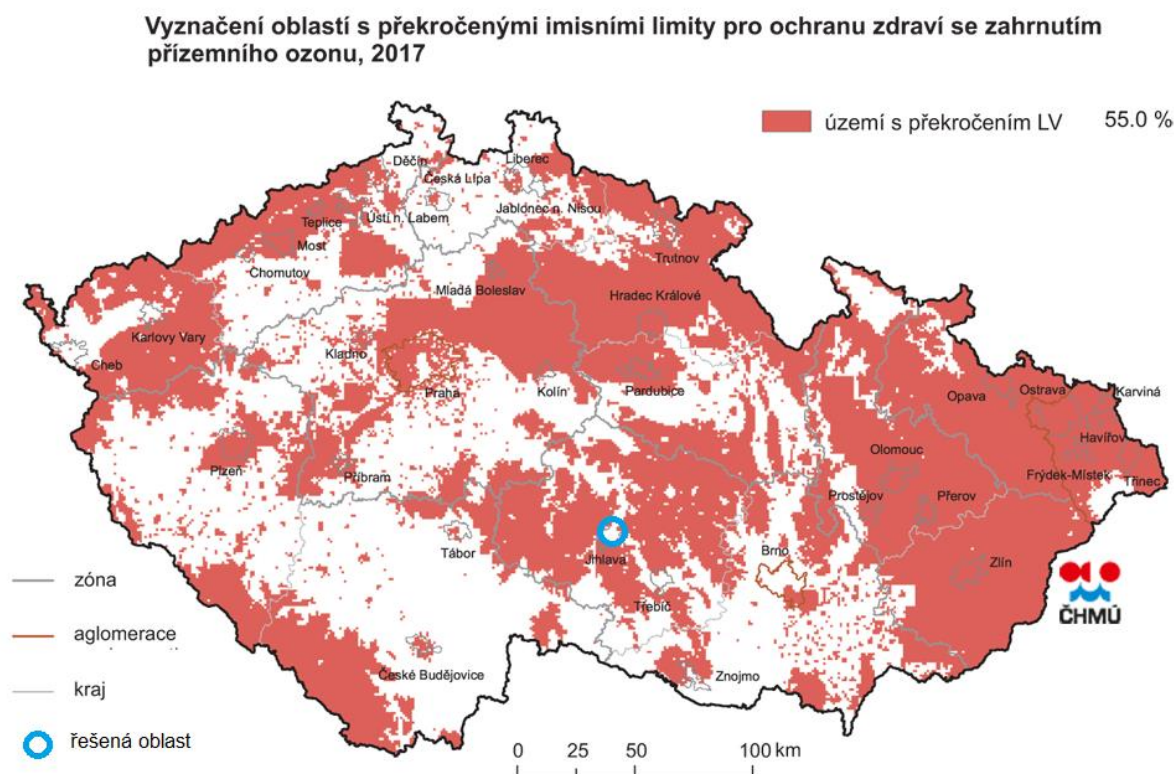 Vyznačení oblastí s překročenými imisními limity pro ochranu zdraví se zahrnutím
přízemního ozonu, 2017
území s překročením LV 55.0 %
Děčín
Liberec
Česká Lípa
Teplice
Ústí n. Labem
Jablonec n. Nisou
Most
Trutnov
Chomutov
Mladá Boleslav
Hradec Králové
Karlovy Vary
Kladno
Cheb
Praha
Kolín
Pardubice
Opava
Ostrava
Karviná
Havířov
Olomouc
Plzeň
Příbram
Frýdek-Místek
Třinec
Prostějov
Přerov
Tábor
Jihlava
Brno
Zlín
zóna
Třebíč
ČHMÚ
aglomerace
České Budějovice
Znojmo
kraj
řešená oblast
0 25 50 100 km